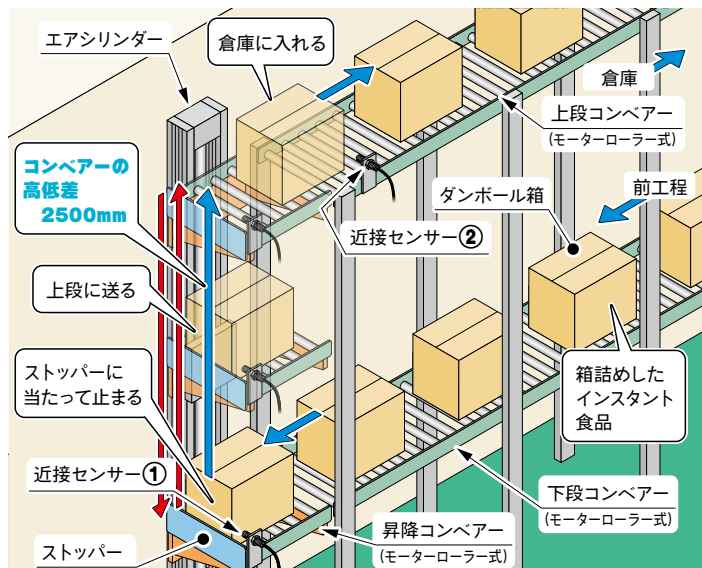 エアシリンダー
倉庫に入れる
倉庫
上段コンベアー
(モーターローラー式)
コンベアーの
高低差
2500mm
ダンボール箱
前工程
近接センサー②
上段に送る
ストッパーに
当たって止まる
箱詰めした
インスタント
食品
近接センサー①
下段コンベアー
(モーターローラー式)
昇降コンベアー
(モーターローラー式)
ストッパー